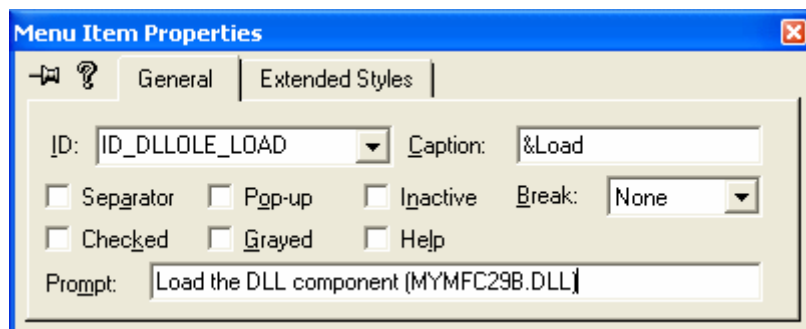 Menu Item Properties
General Extended Styles
ID: ID_DLLOLE_LOAD Caption: &Load
Separator Pop-up Inactive Break: None
Checked Grayed Help
Prompt: Load the DLL component (MYMFC29B.DLL)